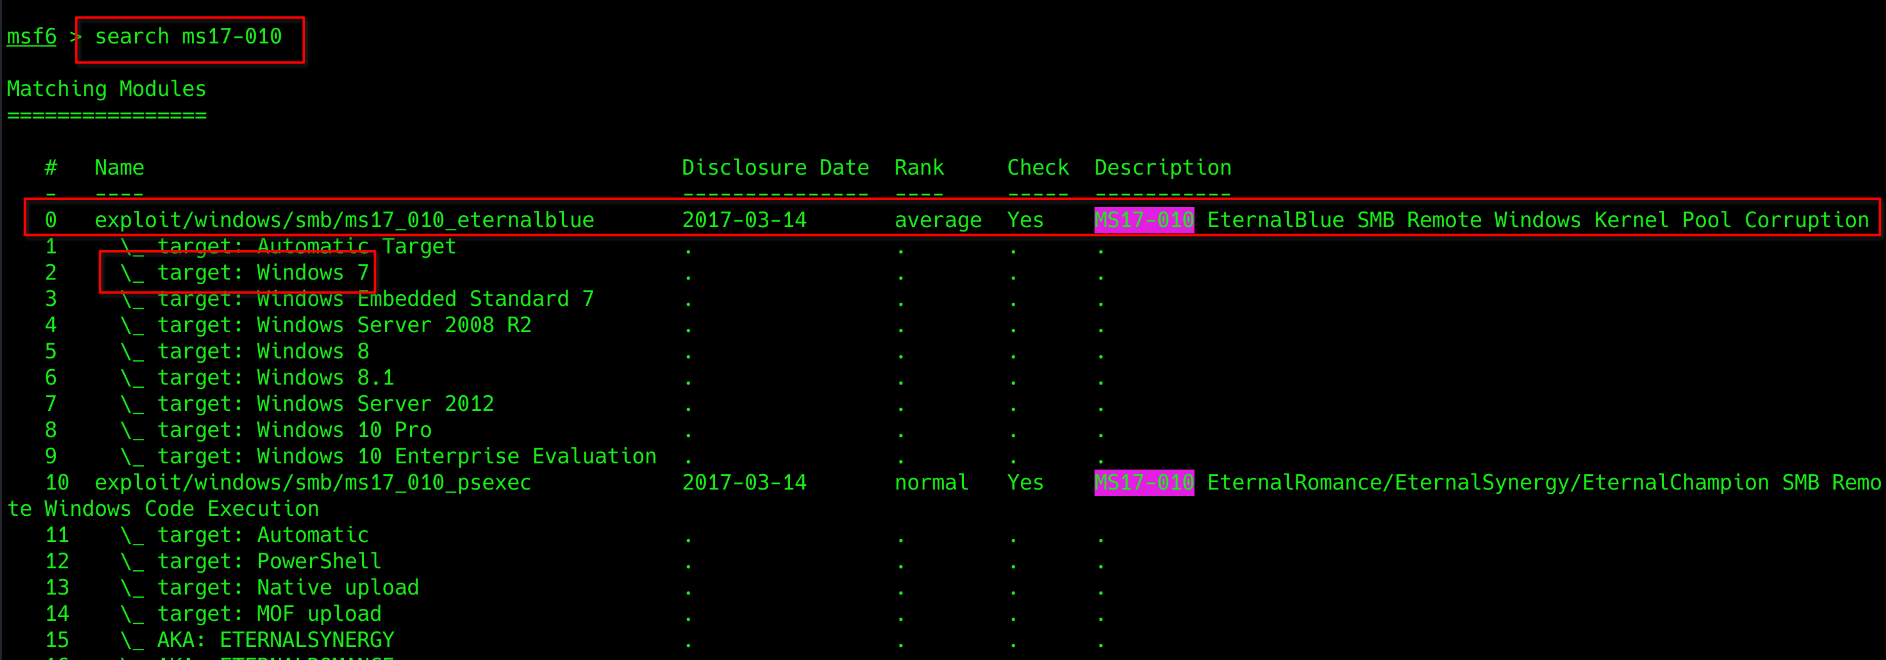 msf6 > search ms17-010
Matching Modules
================
# Name Disclosure Date Rank Check Description
- ---- --------------- ---- ----- -----------
0 exploit/windows/smb/ms17_010_eternalblue 2017-03-14 average Yes MS17-010 EternalBlue SMB Remote Windows Kernel Pool Corruption
1 \_ target: Automatic Target . . . .
2 \_ target: Windows 7 . . . .
3 \_ target: Windows Embedded Standard 7 . . . .
4 \_ target: Windows Server 2008 R2 . . . .
5 \_ target: Windows 8 . . . .
6 \_ target: Windows 8.1 . . . .
7 \_ target: Windows Server 2012 . . . .
8 \_ target: Windows 10 Pro . . . .
9 \_ target: Windows 10 Enterprise Evaluation . . . .
10 exploit/windows/smb/ms17_010_psexec 2017-03-14 normal Yes MS17-010 EternalRomance/EternalSynergy/EternalChampion SMB Remo
te Windows Code Execution
11 \_ target: Automatic . . . .
12 \_ target: PowerShell . . . .
13 \_ target: Native upload . . . .
14 \_ target: MOF upload . . . .
15 \_ AKA: ETERNALSYNERGY . . . .